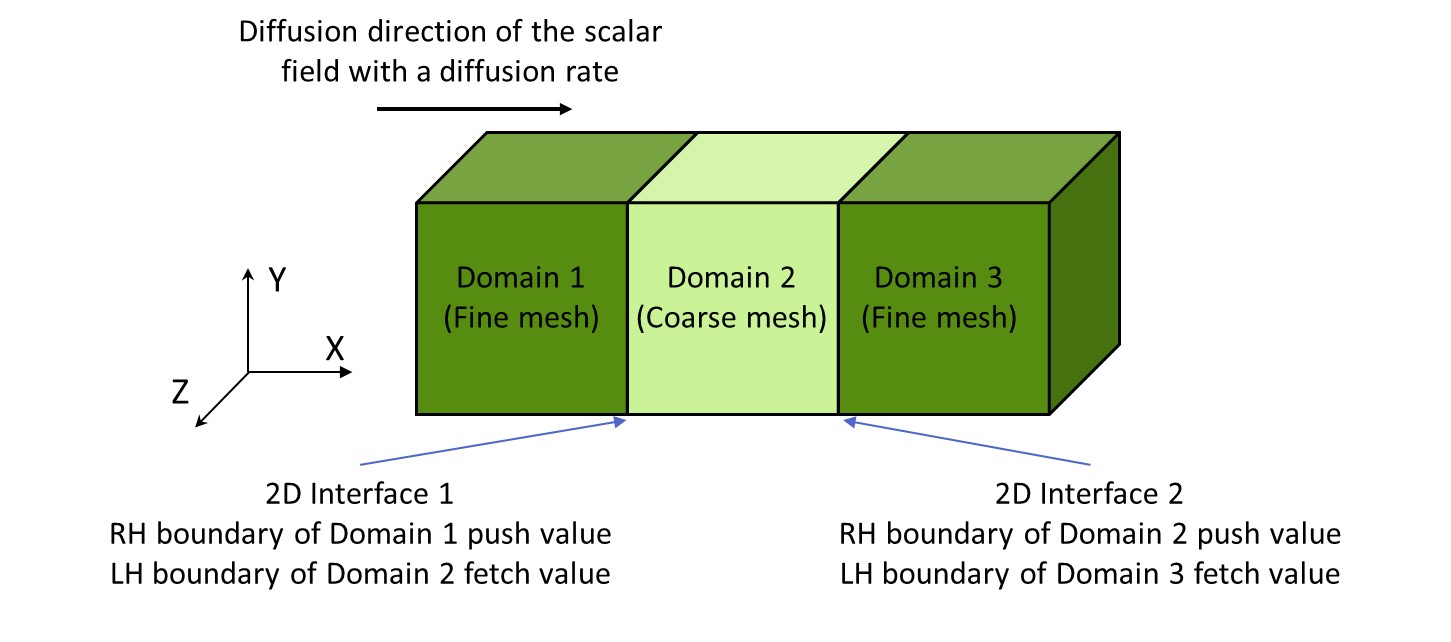 Diffusion direction of the scalar
field with a diffusion rate
Domain 1
(Fine mesh)
Domain 2
(Coarse mesh)
Domain 3
(Fine mesh)
Y
X
Z
2D Interface 1
RH boundary of Domain 1 push value
LH boundary of Domain 2 fetch value
2D Interface 2
RH boundary of Domain 2 push value
LH boundary of Domain 3 fetch value